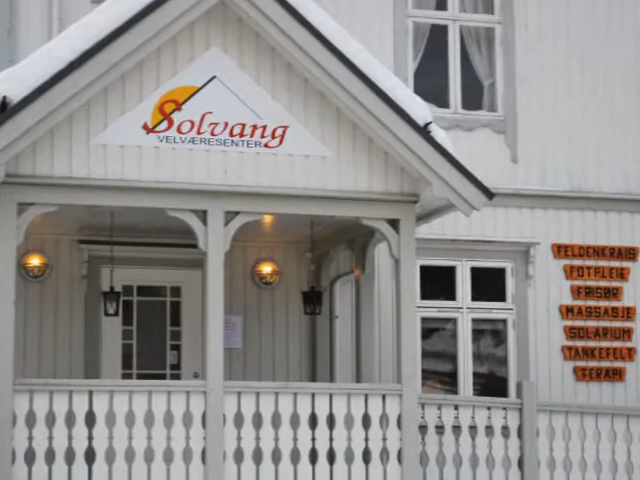 Solvang
VELVÆRESENTER
FELDENKRAIS
FOTPLEIE
FRISØR
MASSASJE
SOLARIUM
TANKEFELT
TERAPI